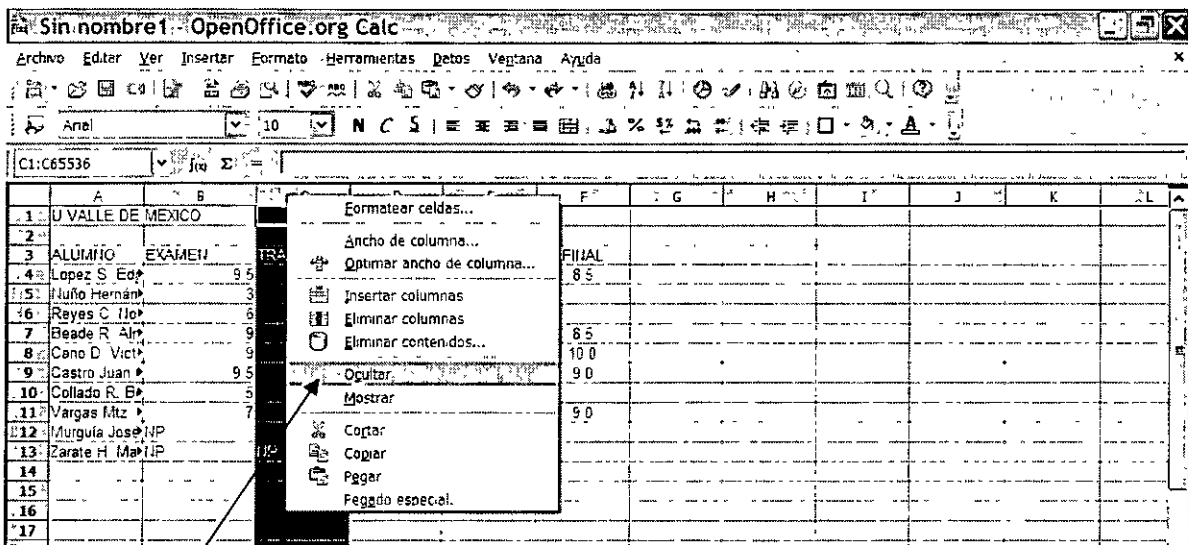 Sin nombre1 - OpenOffice.org Calc
Archivo Editar Ver Insertar Formato Herramientas Datos Ventana Ayuda
Arial 10 N C S
C1:C65536 f(x) Σ =
A B F G H I J K L
1 U VALLE DE MEXICO
2
3 ALUMNO EXAMEN TRA FINAL
4 Lopez S Ed 9 5 8 5
5 Nuño Hernán 3
6 Reyes C No 6
7 Beade R Al 9 8 5
8 Cano D Vict 9 10 0
9 Castro Juan 9 5 9 0
10 Collado R. B 5
11 Vargas Mtz 7 9 0
12 Murguía José NP
13 Zarate H Ma NP NP
14
15
16
17
Formatear celdas...
Ancho de columna...
Optimar ancho de columna...
Insertar columnas
Eliminar columnas
Eliminar contenidos...
Ocultar
Mostrar
Cortar
Copiar
Pegar
Pegado especial.